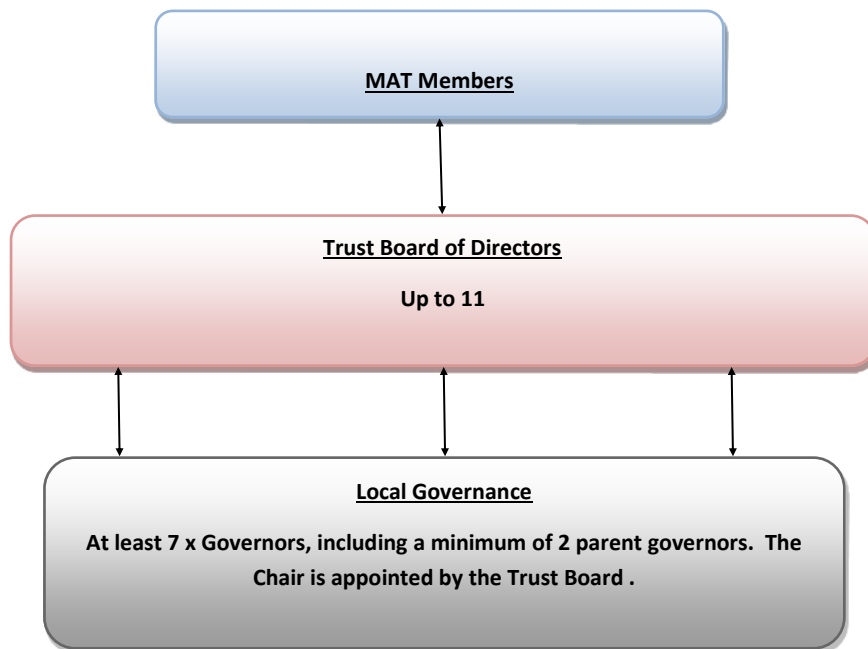 MAT Members
Trust Board of Directors
Up to 11
Local Governance
At least 7 x Governors, including a minimum of 2 parent governors.  The
Chair is appointed by the Trust Board .